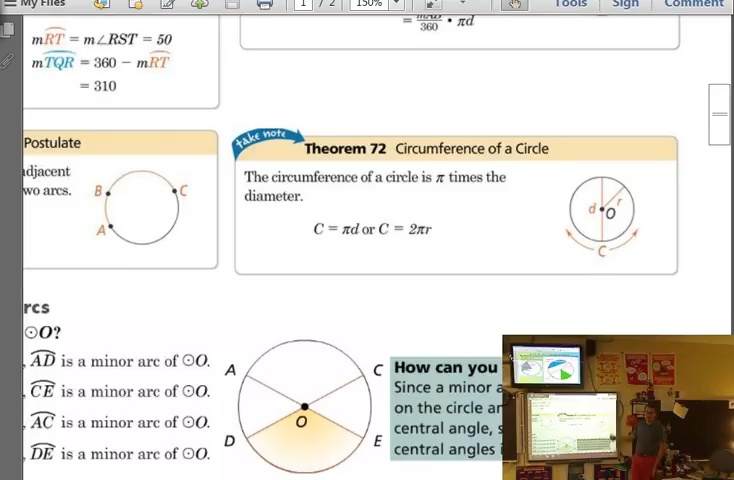 My Files
1 / 2
150%
Tools
Sign
Comment
mRT = m∠RST = 50
mTQR = 360 − mRT
= 310
= mAB/360 • πd
Postulate
djacent
wo arcs.
B
C
A
take note
Theorem 72 Circumference of a Circle
The circumference of a circle is π times the
diameter.
C = πd or C = 2πr
d
r
O
C
rcs
⊙O?
, AD is a minor arc of ⊙O.
, CE is a minor arc of ⊙O.
, AC is a minor arc of ⊙O.
, DE is a minor arc of ⊙O.
A
C
O
D
E
How can you
Since a minor a
on the circle ar
central angle, s
central angles i